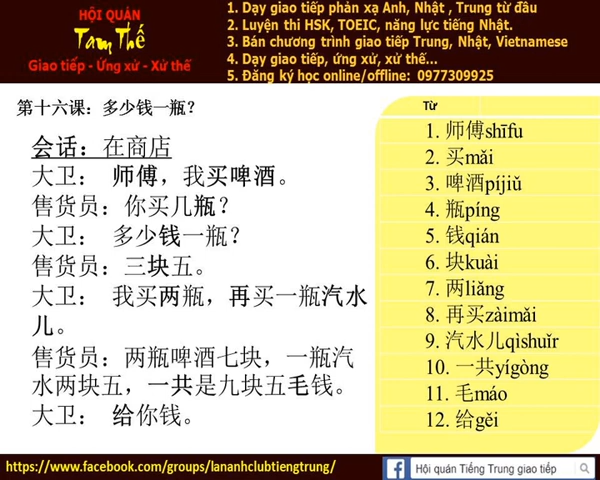 HỘI QUÁN
Tam Thế
Giao tiếp - Ứng xử - Xử thế
1. Dạy giao tiếp phản xạ Anh, Nhật , Trung từ đầu
2. Luyện thi HSK, TOEIC, năng lực tiếng Nhật.
3. Bán chương trình giao tiếp Trung, Nhật, Vietnamese
4. Dạy giao tiếp, ứng xử, xử thế...
5. Đăng ký học online/offline: 0977309925
第十六课：多少钱一瓶？
会话：在商店
大卫： 师傅，我买啤酒。
售货员：你买几瓶？
大卫： 多少钱一瓶？
售货员：三块五。
大卫： 我买两瓶，再买一瓶汽水
儿。
售货员：两瓶啤酒七块，一瓶汽
水两块五，一共是九块五毛钱。
大卫： 给你钱。
Từ
1. 师傅shīfu
2. 买mǎi
3. 啤酒píjiǔ
4. 瓶píng
5. 钱qián
6. 块kuài
7. 两liǎng
8. 再买zàimǎi
9. 汽水儿qìshuǐr
10. 一共yígòng
11. 毛máo
12. 给gěi
https://www.facebook.com/groups/lananhclubtiengtrung/
f Hội quán Tiếng Trung giao tiếp